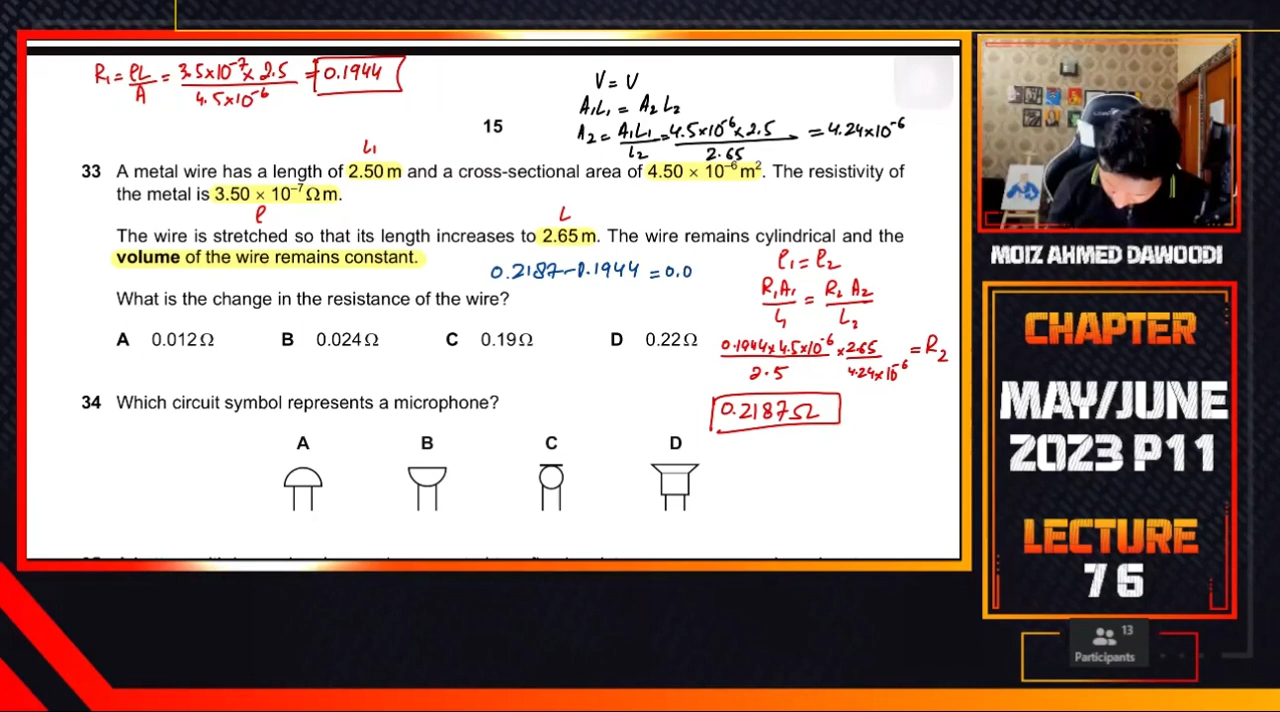 R₁ = ρL/A = 3.5×10⁻⁷ × 2.5 / 4.5×10⁻⁶ = 0.1944
V = V
A₁L₁ = A₂L₂
A₂ = A₁L₁/L₂ = 4.5×10⁻⁶ × 2.5 / 2.65 = 4.24×10⁻⁶
15
L₁
33 A metal wire has a length of 2.50 m and a cross-sectional area of 4.50 × 10⁻⁶ m². The resistivity of
the metal is 3.50 × 10⁻⁷ Ω m.
ρ
L
The wire is stretched so that its length increases to 2.65 m. The wire remains cylindrical and the
volume of the wire remains constant.
0.2187 - 0.1944 = 0.0
ρ₁ = ρ₂
R₁A₁/L₁ = R₂A₂/L₂
What is the change in the resistance of the wire?
A 0.012 Ω B 0.024 Ω C 0.19 Ω D 0.22 Ω
0.1944 × 4.5×10⁻⁶ / 2.5 × 2.65 / 4.24×10⁻⁶ = R₂
0.2187 Ω
34 Which circuit symbol represents a microphone?
A B C D
MOIZ AHMED DAWOODI
CHAPTER
MAY/JUNE
2023 P11
LECTURE
76
13
Participants